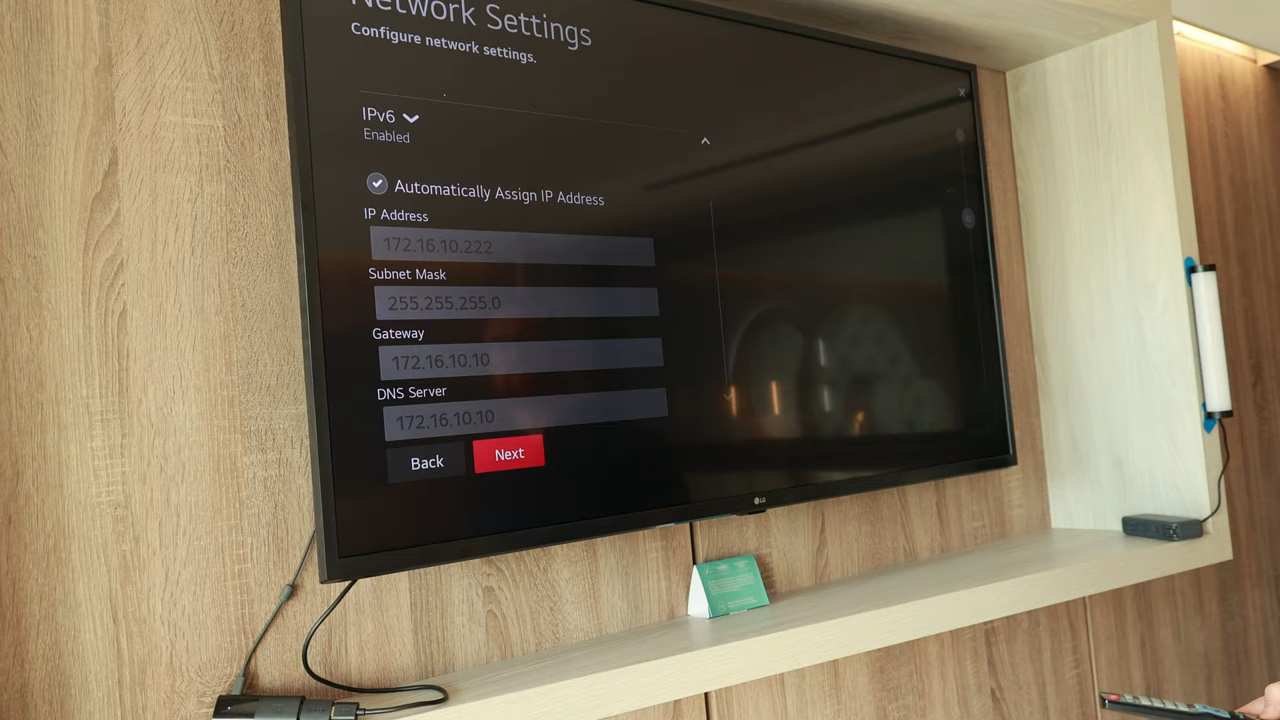 Network Settings
Configure network settings.
IPv6
Enabled
Automatically Assign IP Address
IP Address
172.16.10.222
Subnet Mask
255.255.255.0
Gateway
172.16.10.10
DNS Server
172.16.10.10
Back
Next
LG